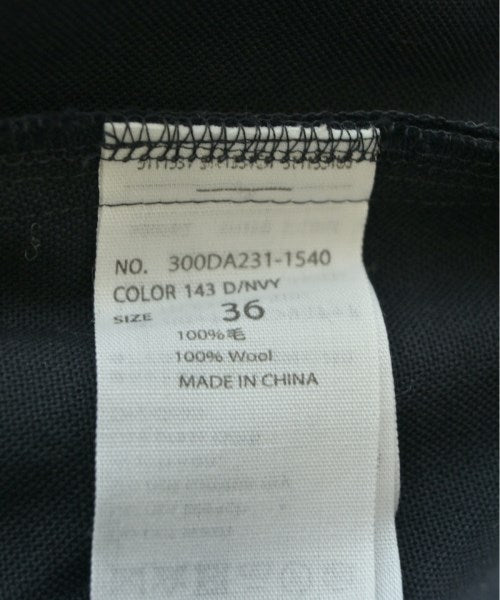 NO. 300DA231-1540
COLOR 143 D/NVY
SIZE 36
100%毛
100% Wool
MADE IN CHINA